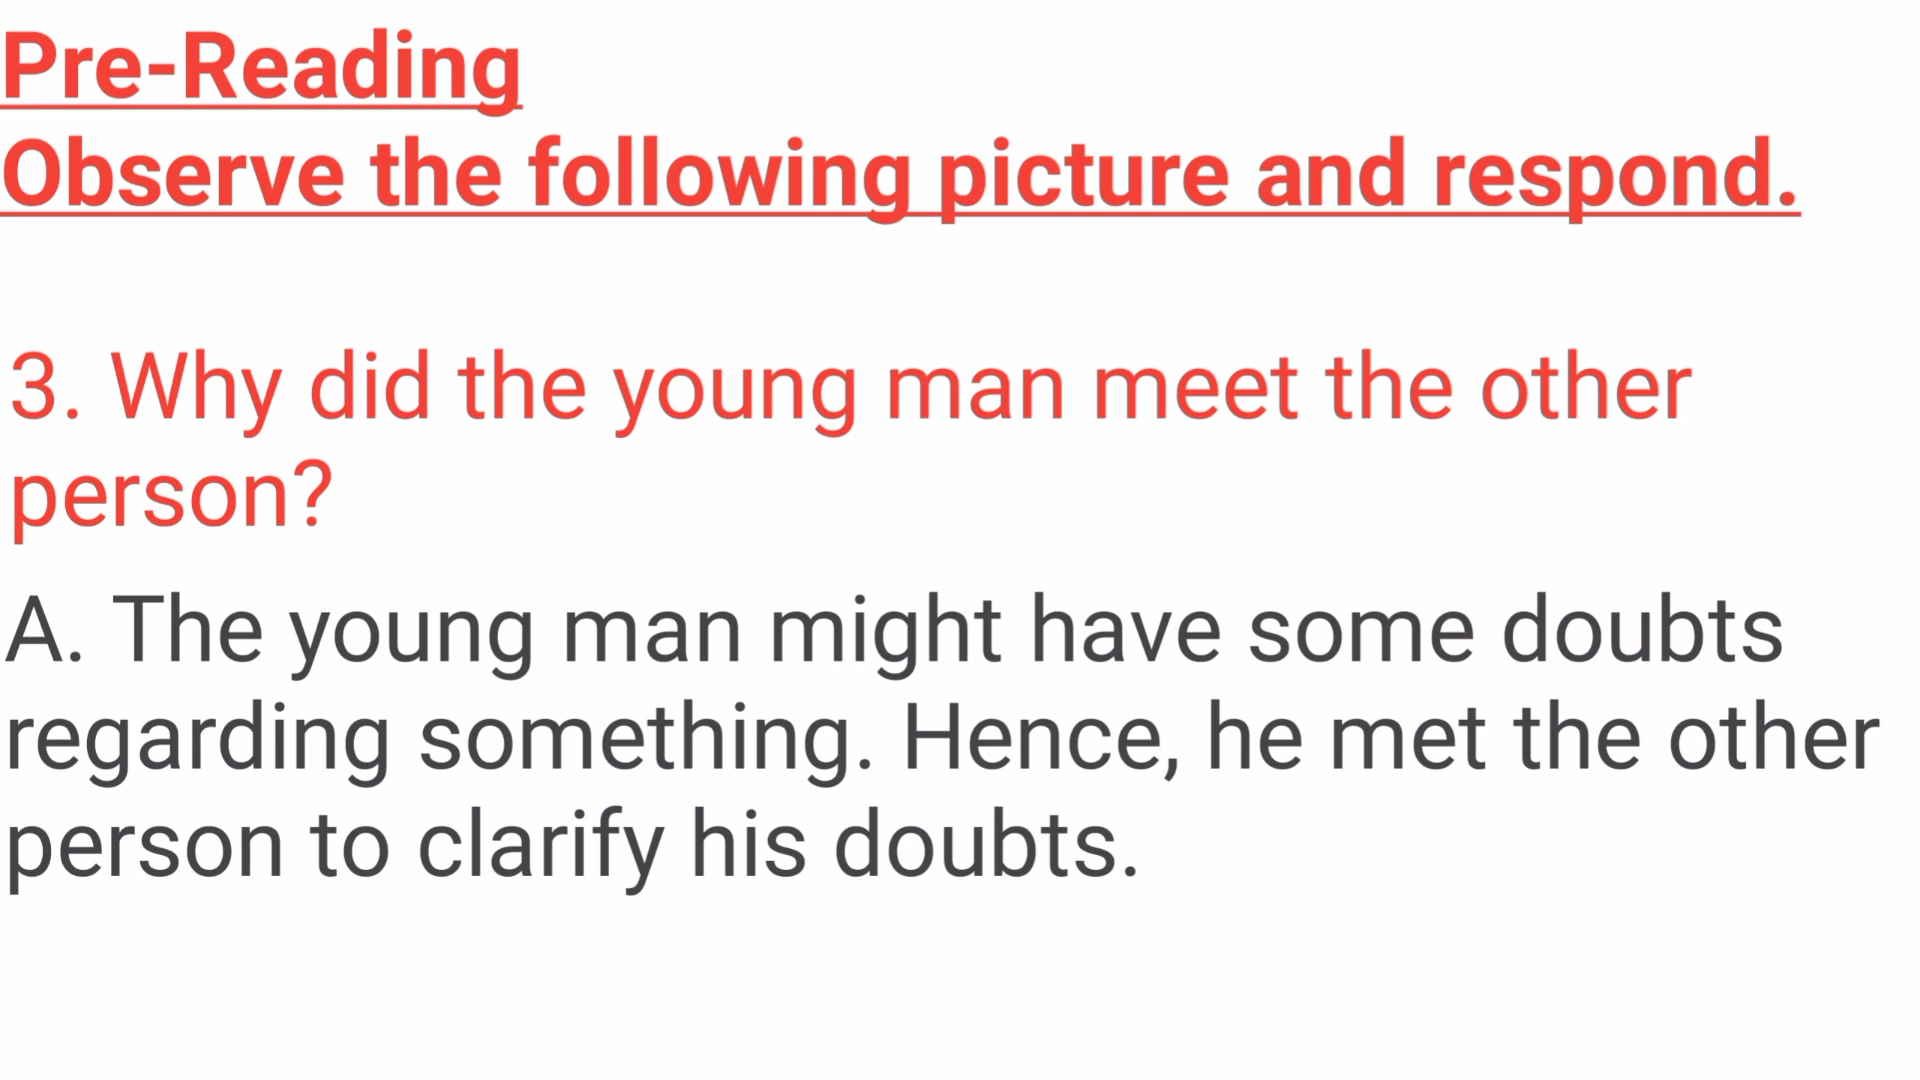 Pre-Reading
Observe the following picture and respond.
3. Why did the young man meet the other
person?
A. The young man might have some doubts
regarding something. Hence, he met the other
person to clarify his doubts.